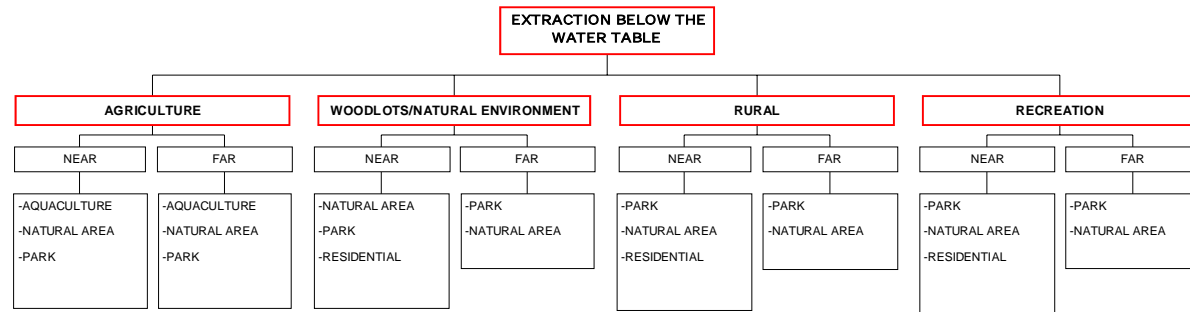 EXTRACTION BELOW THE
WATER TABLE
AGRICULTURE
WOODLOTS/NATURAL ENVIRONMENT
RURAL
RECREATION
NEAR
FAR
NEAR
FAR
NEAR
FAR
NEAR
FAR
-AQUACULTURE
-NATURAL AREA
-PARK
-AQUACULTURE
-NATURAL AREA
-PARK
-NATURAL AREA
-PARK
-RESIDENTIAL
-PARK
-NATURAL AREA
-PARK
-NATURAL AREA
-RESIDENTIAL
-PARK
-NATURAL AREA
-PARK
-NATURAL AREA
-RESIDENTIAL
-PARK
-NATURAL AREA